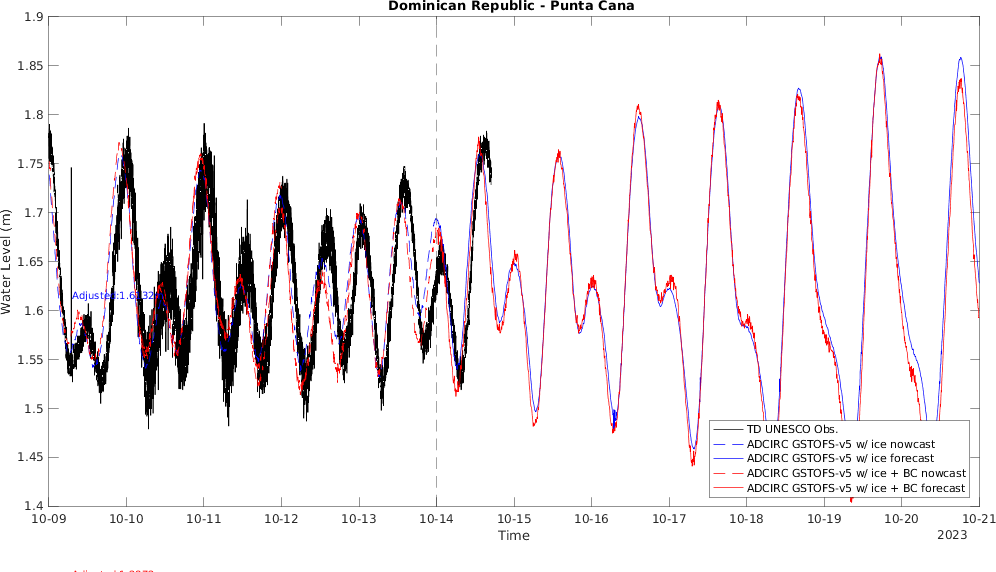 Dominican Republic - Punta Cana
1.9
1.85
1.8
1.75
1.7
1.65
1.6
1.55
1.5
1.45
1.4
Water Level (m)
TD UNESCO Obs.
ADCIRC GSTOFS-v5 w/ ice nowcast
ADCIRC GSTOFS-v5 w/ ice forecast
ADCIRC GSTOFS-v5 w/ ice + BC nowcast
ADCIRC GSTOFS-v5 w/ ice + BC forecast
10-09 10-10 10-11 10-12 10-13 10-14 10-15 10-16 10-17 10-18 10-19 10-20 10-21
Time
2023